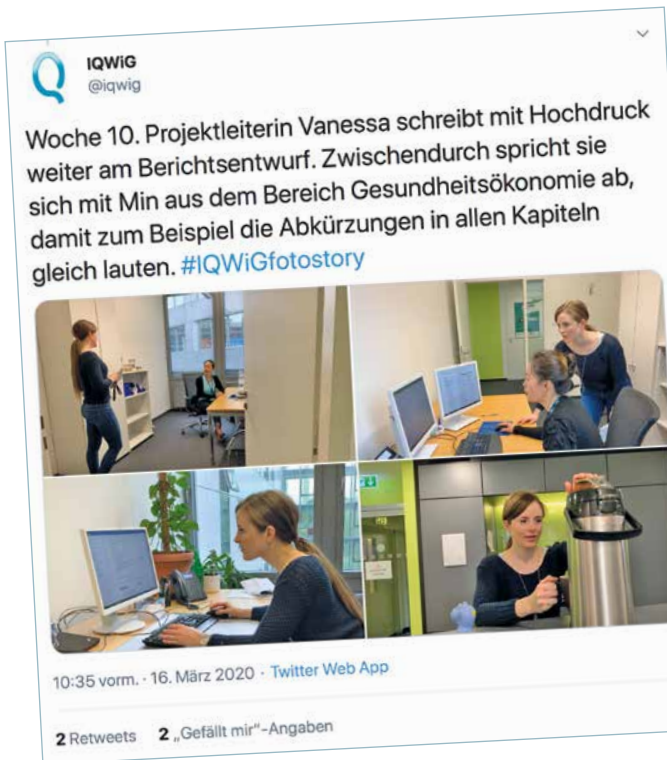 IQWiG
@iqwig
Woche 10. Projektleiterin Vanessa schreibt mit Hochdruck
weiter am Berichtsentwurf. Zwischendurch spricht sie
sich mit Min aus dem Bereich Gesundheitsökonomie ab,
damit zum Beispiel die Abkürzungen in allen Kapiteln
gleich lauten. #IQWiGfotostory
10:35 vorm. · 16. März 2020 · Twitter Web App
2 Retweets 2 „Gefällt mir"-Angaben